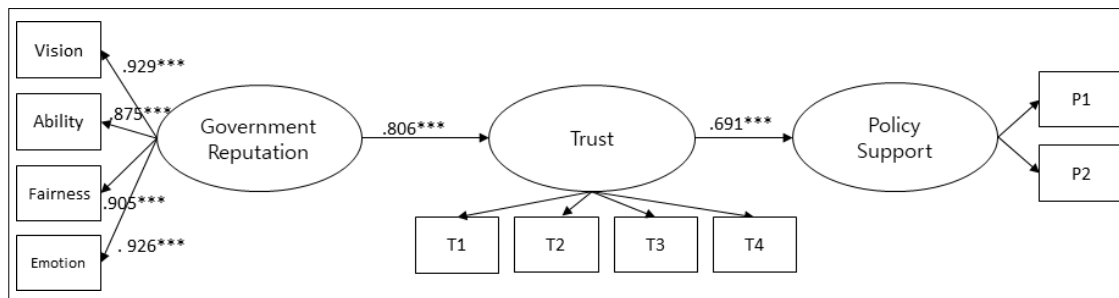 Vision
.929***
Ability
.875***
Fairness
.905***
Emotion
. 926***
Government
Reputation
.806***
Trust
.691***
Policy
Support
P1
P2
T1
T2
T3
T4